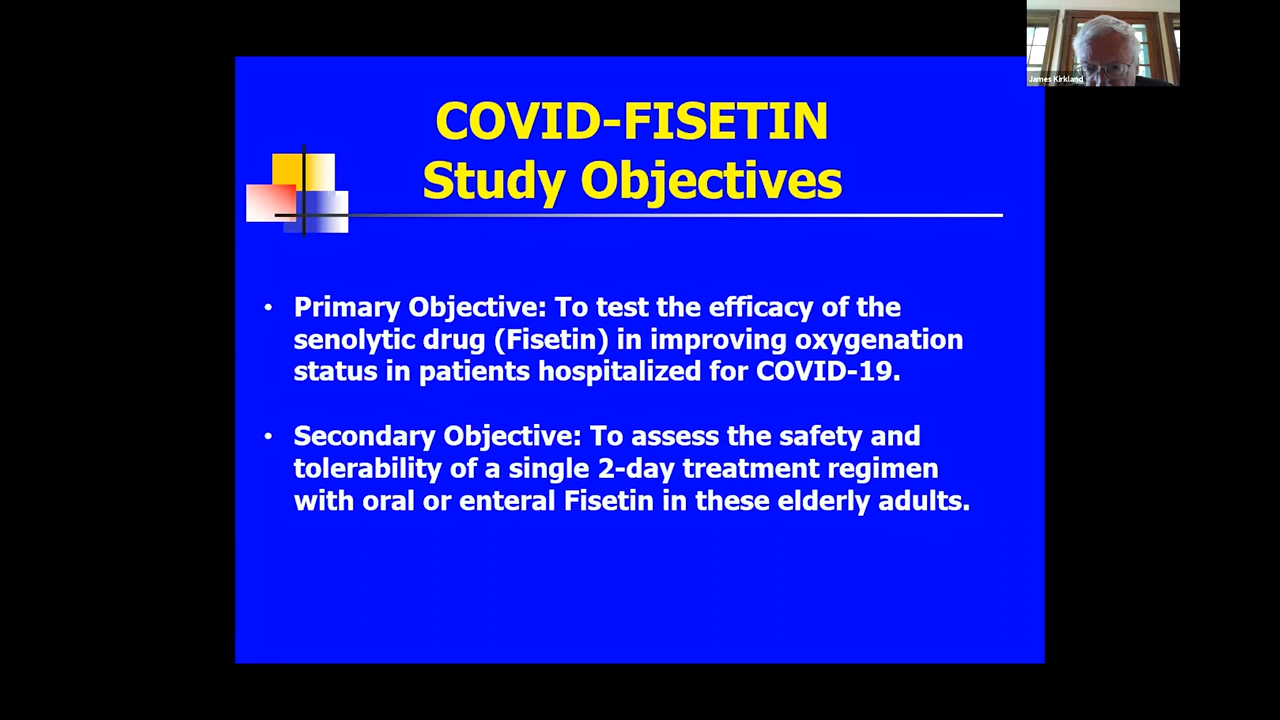 James Kirkland
COVID-FISETIN
Study Objectives
• Primary Objective: To test the efficacy of the
senolytic drug (Fisetin) in improving oxygenation
status in patients hospitalized for COVID-19.
• Secondary Objective: To assess the safety and
tolerability of a single 2-day treatment regimen
with oral or enteral Fisetin in these elderly adults.